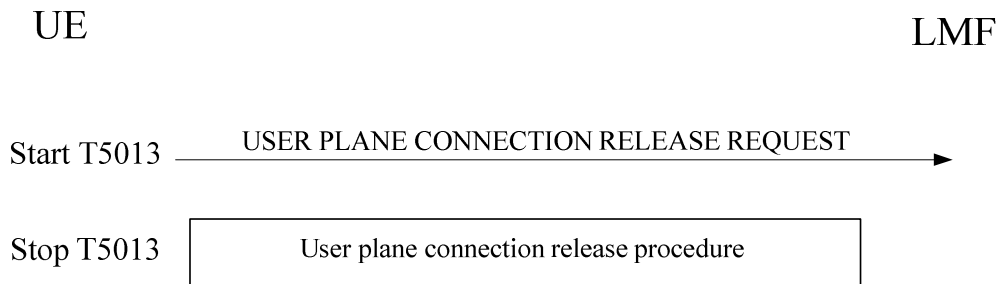 UE
LMF
USER PLANE CONNECTION RELEASE REQUEST
Start T5013
Stop T5013
User plane connection release procedure